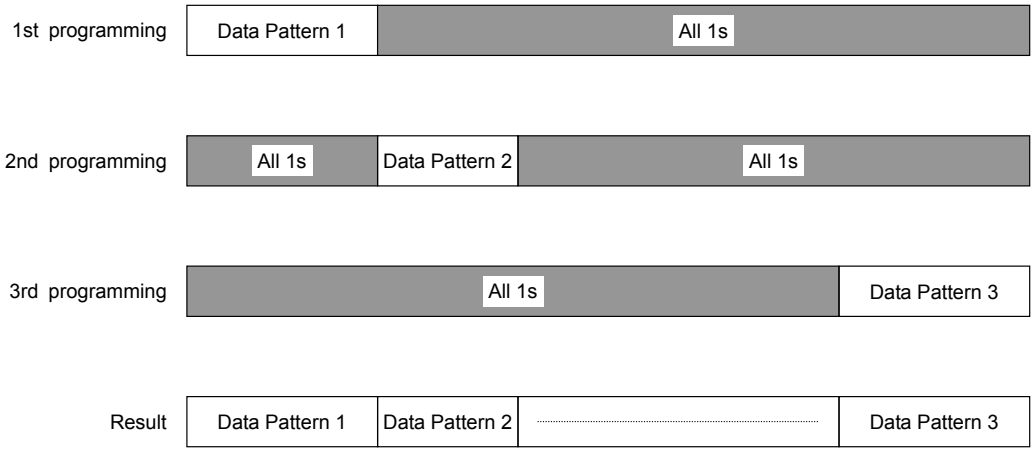 1st programming Data Pattern 1 All 1s
2nd programming All 1s Data Pattern 2 All 1s
3rd programming All 1s Data Pattern 3
Result Data Pattern 1 Data Pattern 2 Data Pattern 3